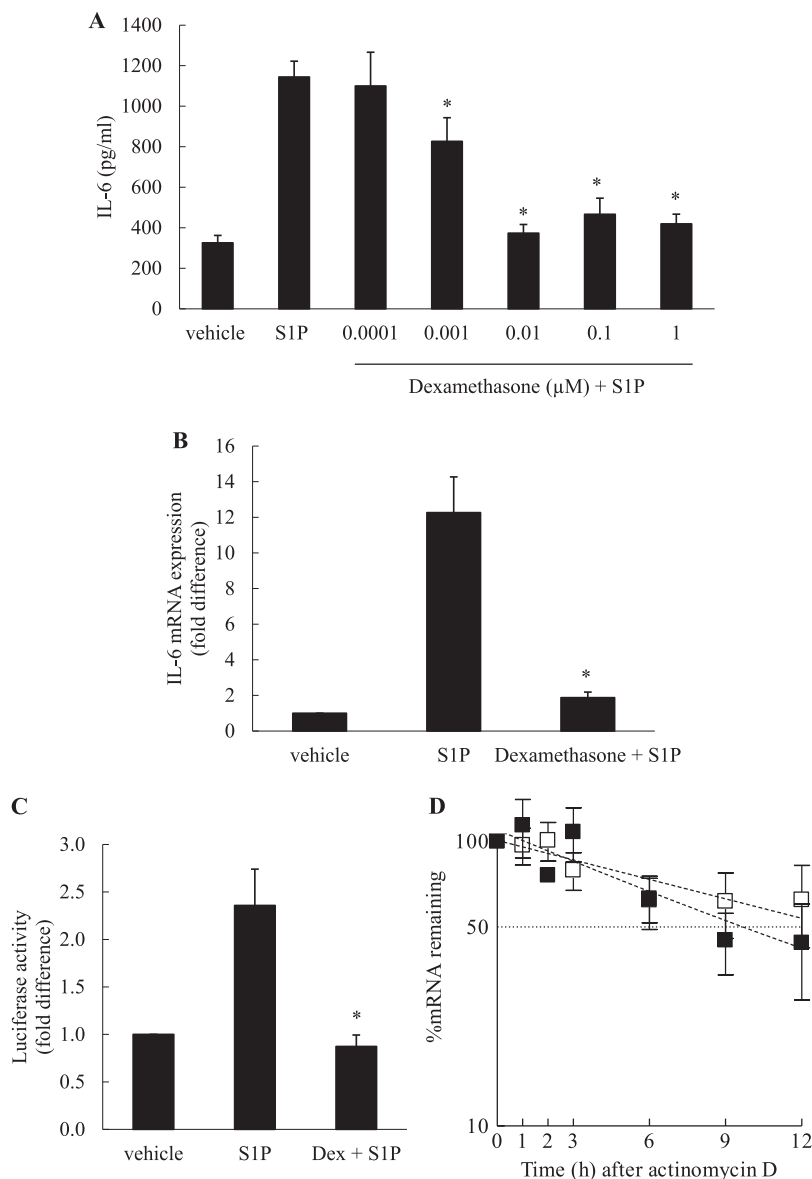 A
1400
1200
1000
800
600
400
200
0
IL-6 (pg/ml)
*
*
*
*
vehicle S1P 0.0001 0.001 0.01 0.1 1
Dexamethasone (µM) + S1P
B
16
14
12
10
8
6
4
2
0
IL-6 mRNA expression
(fold difference)
*
vehicle S1P Dexamethasone + S1P
C
3.0
2.5
2.0
1.5
1.0
0.5
0.0
Luciferase activity
(fold difference)
*
vehicle S1P Dex + S1P
D
100
50
10
%mRNA remaining
0 1 2 3 6 9 12
Time (h) after actinomycin D